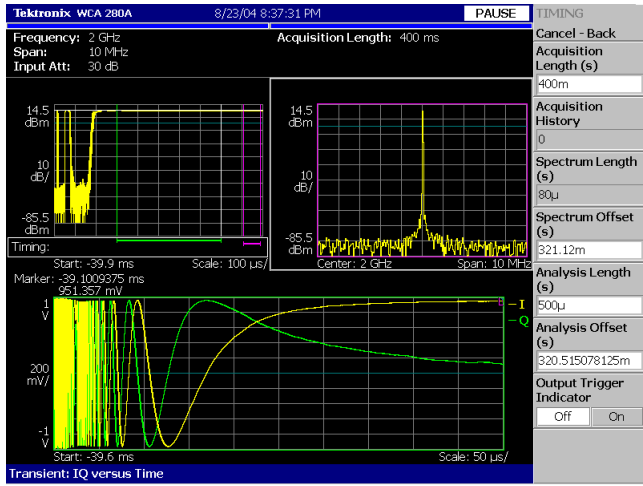 Tektronix WCA 280A 8/23/04 8:37:31 PM PAUSE
Frequency: 2 GHz Acquisition Length: 400 ms
Span: 10 MHz
Input Att: 30 dB
14.5
dBm
10
dB/
-85.5
dBm
Timing:
Start: -39.9 ms Scale: 100 µs/
14.5
dBm
10
dB/
-85.5
dBm
Center: 2 GHz Span: 10 MHz
Marker: -39.1009375 ms
951.357 mV
1
V
200
mV/
-1
V
I
Q
Start: -39.6 ms Scale: 50 µs/
Transient: IQ versus Time
TIMING
Cancel - Back
Acquisition
Length (s)
400m
Acquisition
History
0
Spectrum Length
(s)
80µ
Spectrum Offset
(s)
321.12m
Analysis Length
(s)
500µ
Analysis Offset
(s)
320.515078125m
Output Trigger
Indicator
Off On